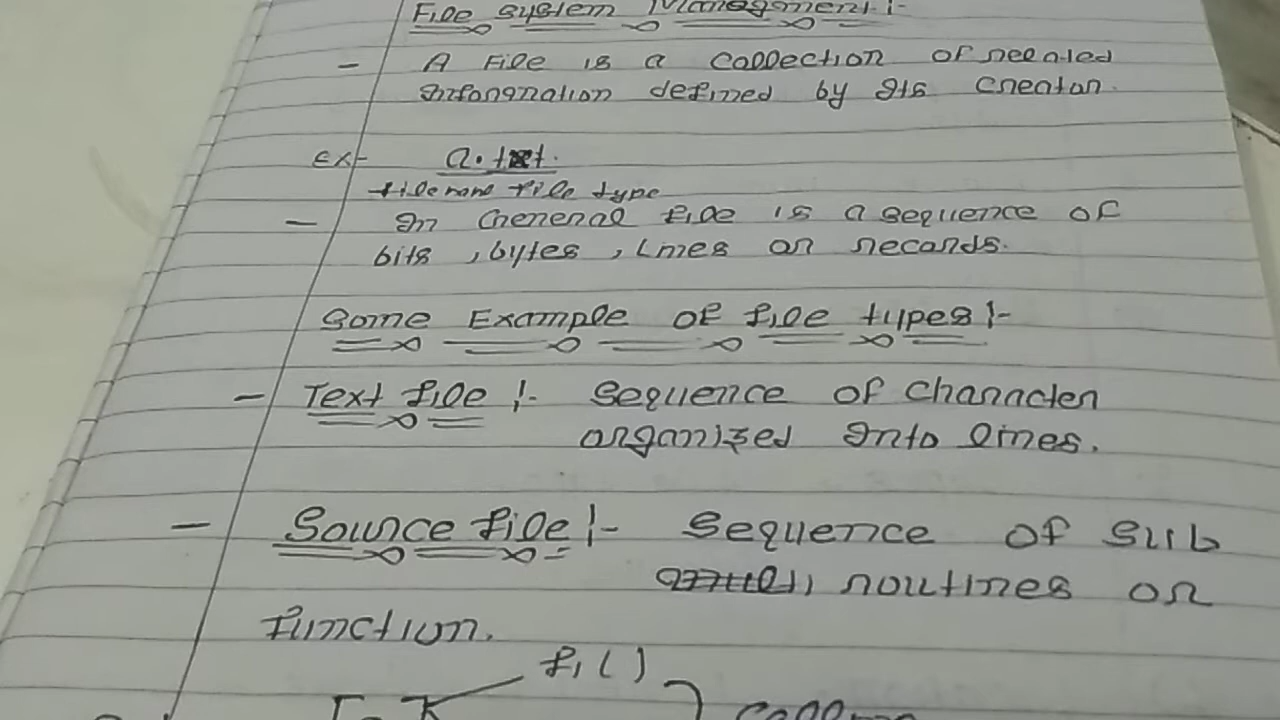 File System Management :-
- A File is a Collection of related
information defined by its Creator.
Ex- a.txt.
filename file type
- In General file is a sequence of
bits, bytes, lines or records.
Some Example of file types :-
- Text file :- Sequence of Character
organized into lines.
- Source file :- Sequence of Sub
routines or
function.
f1()